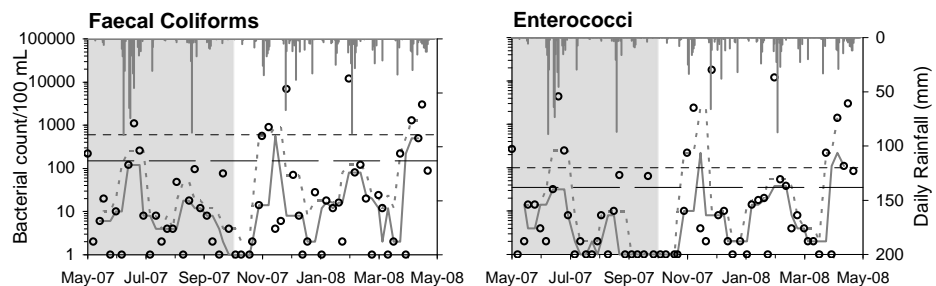 Faecal Coliforms
Enterococci
Bacterial count/100 mL
100000
10000
1000
100
10
1
May-07 Jul-07 Sep-07 Nov-07 Jan-08 Mar-08 May-08
May-07 Jul-07 Sep-07 Nov-07 Jan-08 Mar-08 May-08
0
50
100
150
200
Daily Rainfall (mm)